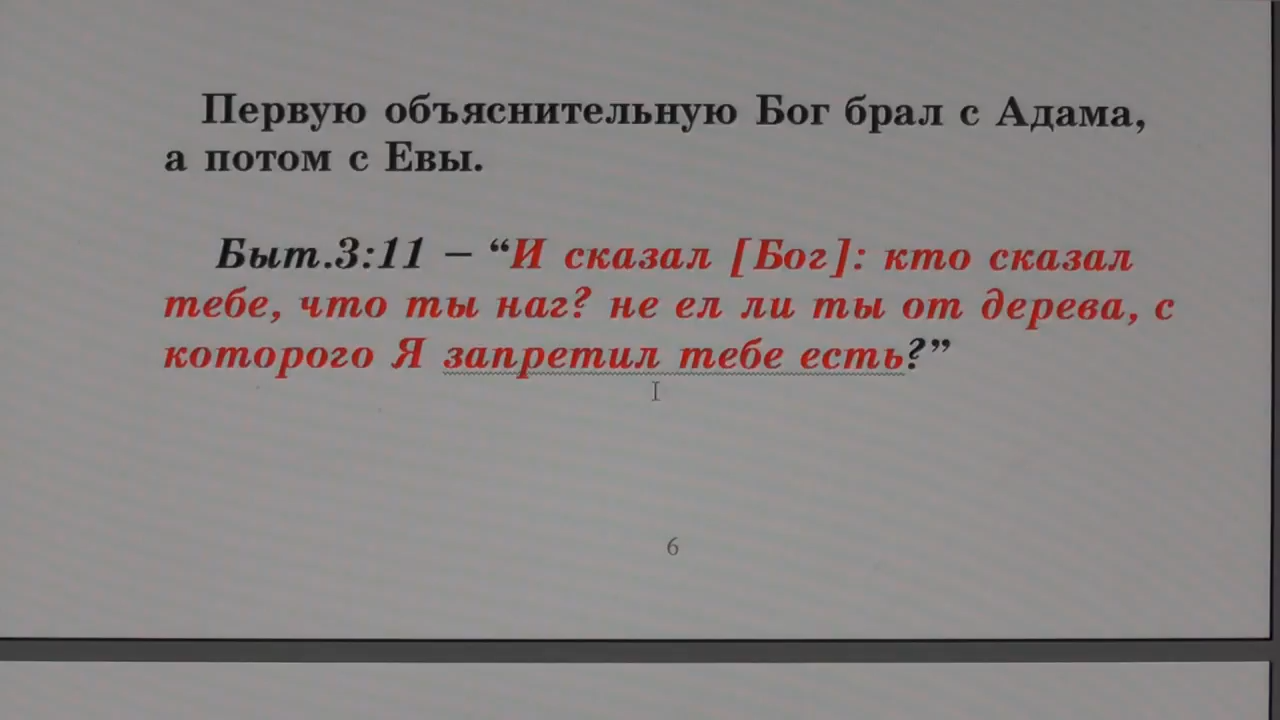 Первую объяснительную Бог брал с Адама,
а потом с Евы.
Быт.3:11 – “И сказал [Бог]: кто сказал
тебе, что ты наг? не ел ли ты от дерева, с
которого Я запретил тебе есть?”
6